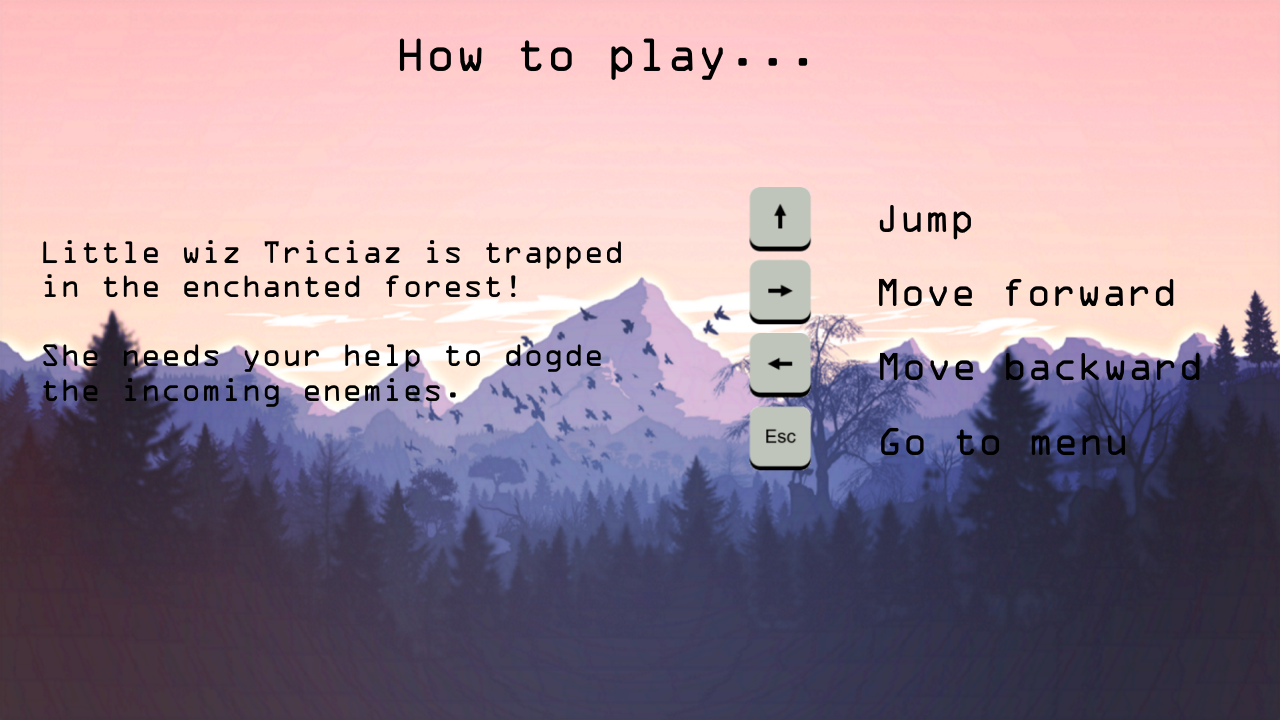 How to play...
Little wiz Triciaz is trapped
in the enchanted forest!
She needs your help to dogde
the incoming enemies.
↑ Jump
→ Move forward
← Move backward
Esc Go to menu